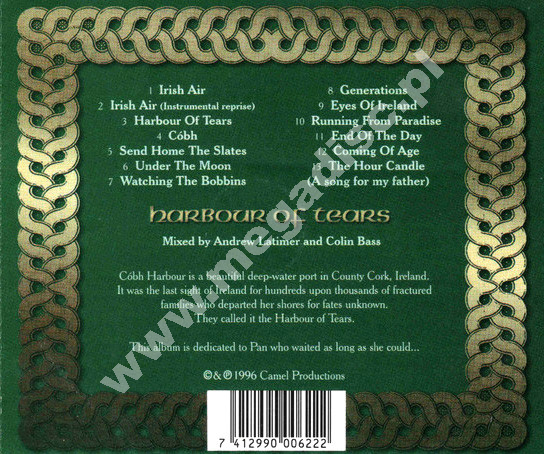 1 Irish Air
2 Irish Air (Instrumental reprise)
3 Harbour Of Tears
4 Cóbh
5 Send Home The Slates
6 Under The Moon
7 Watching The Bobbins
8 Generations
9 Eyes Of Ireland
10 Running From Paradise
11 End Of The Day
12 Coming Of Age
13 The Hour Candle
(A song for my father)
HARBOUR OF TEARS
Mixed by Andrew Latimer and Colin Bass
Cóbh Harbour is a beautiful deep-water port in County Cork, Ireland.
It was the last sight of Ireland for hundreds upon thousands of fractured
families who departed her shores for fates unknown.
They called it the Harbour of Tears.
This album is dedicated to Pan who waited as long as she could...
©&℗1996 Camel Productions
7 412990 006222
www.megadisc.pl